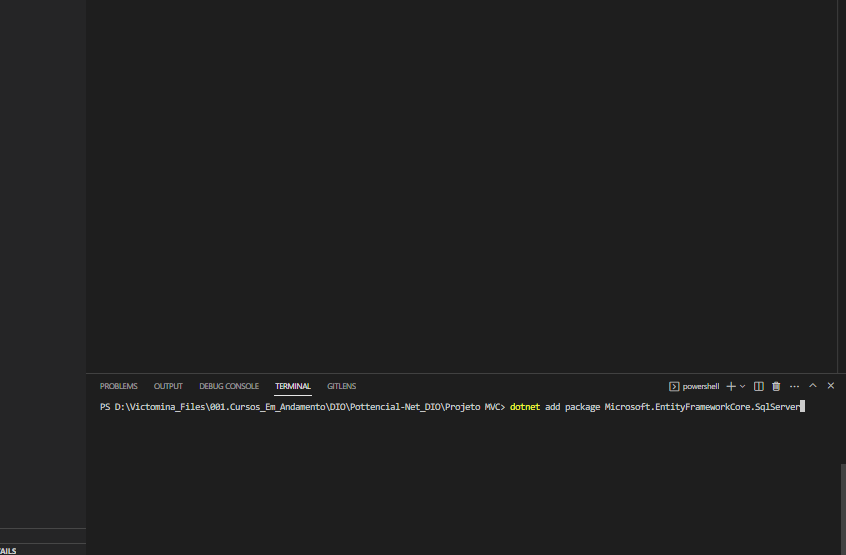 PROBLEMS OUTPUT DEBUG CONSOLE TERMINAL GITLENS powershell
PS D:\Victomina_Files\001.Cursos_Em_Andamento\DIO\Pottencial-Net_DIO\Projeto MVC> dotnet add package Microsoft.EntityFrameworkCore.SqlServer
AILS